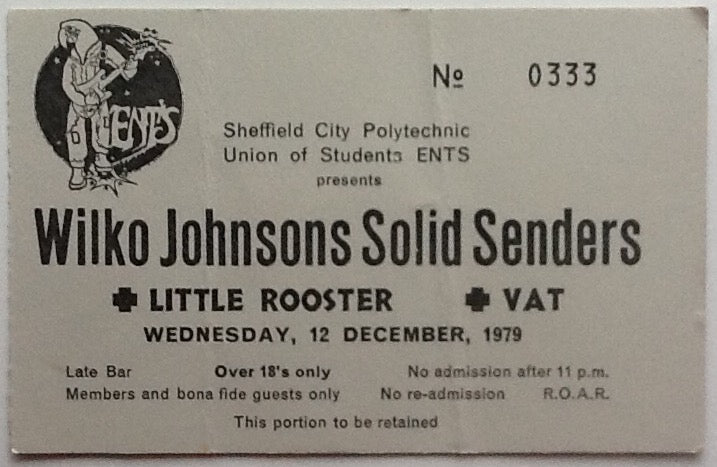 ENTS
No 0333
Sheffield City Polytechnic
Union of Students ENTS
presents
Wilko Johnsons Solid Senders
+ LITTLE ROOSTER + VAT
WEDNESDAY, 12 DECEMBER, 1979
Late Bar Over 18's only No admission after 11 p.m.
Members and bona fide guests only No re-admission R.O.A.R.
This portion to be retained